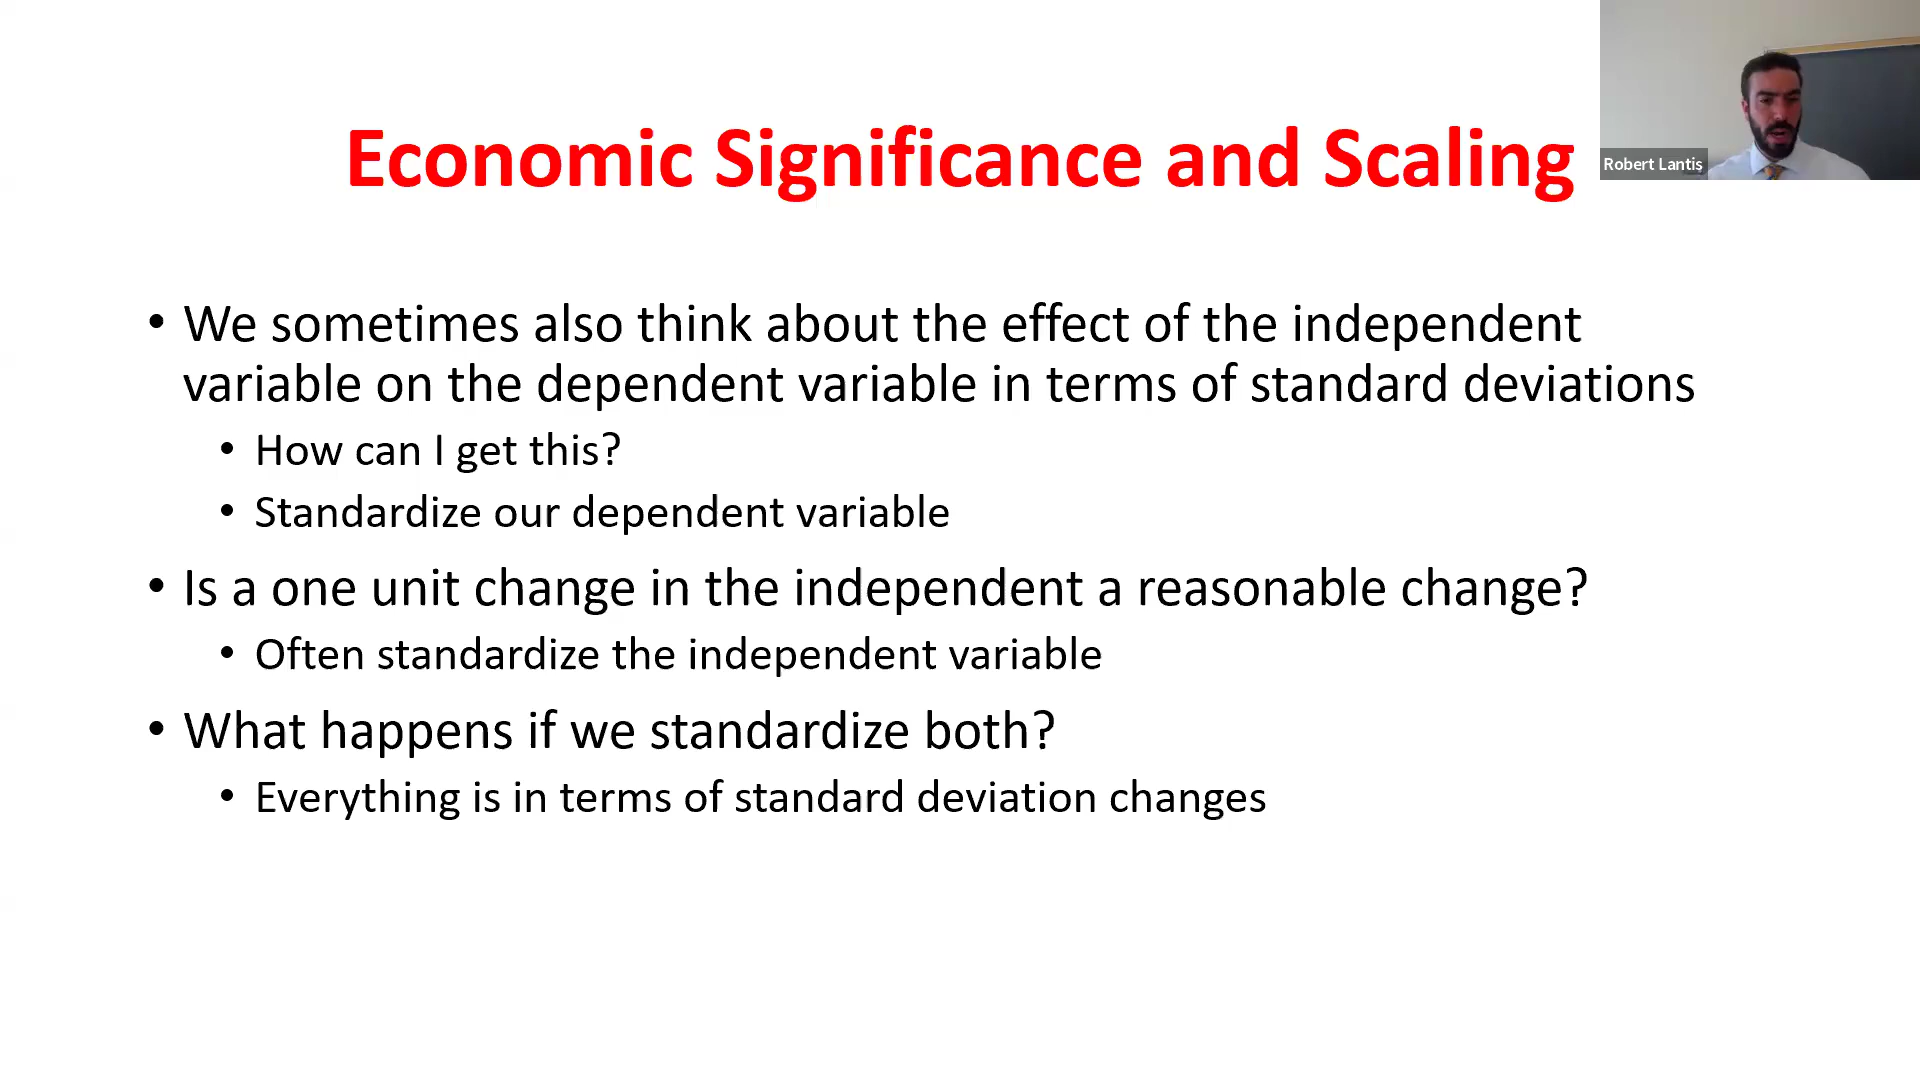 Economic Significance and Scaling
Robert Lantis
• We sometimes also think about the effect of the independent
variable on the dependent variable in terms of standard deviations
• How can I get this?
• Standardize our dependent variable
• Is a one unit change in the independent a reasonable change?
• Often standardize the independent variable
• What happens if we standardize both?
• Everything is in terms of standard deviation changes